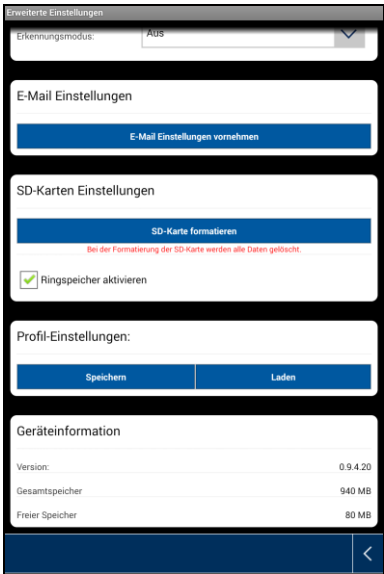 Erweiterte Einstellungen
Erkennungsmodus: Aus
E-Mail Einstellungen
E-Mail Einstellungen vornehmen
SD-Karten Einstellungen
SD-Karte formatieren
Bei der Formatierung der SD-Karte werden alle Daten gelöscht.
Ringspeicher aktivieren
Profil-Einstellungen:
Speichern Laden
Geräteinformation
Version: 0.9.4.20
Gesamtspeicher 940 MB
Freier Speicher 80 MB